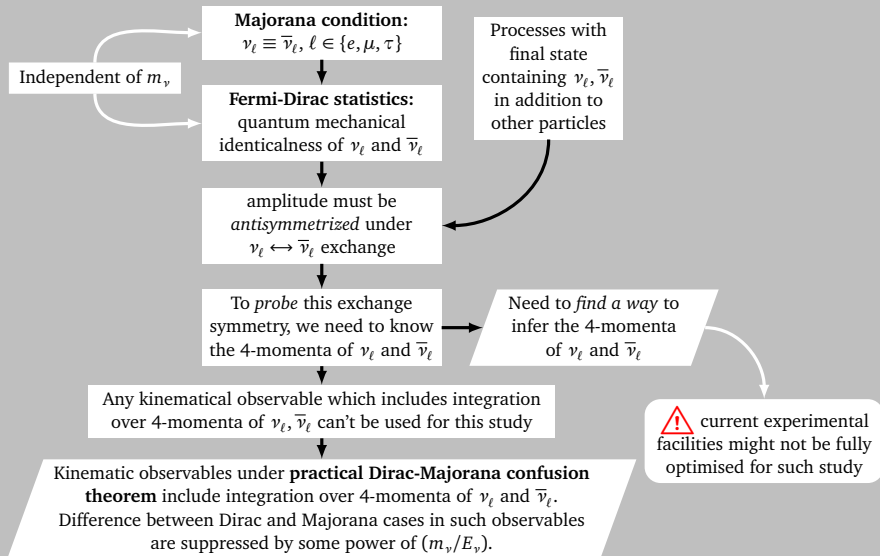 Majorana condition:
ν_ℓ ≡ ν̅_ℓ, ℓ ∈ {e, μ, τ}
Independent of m_ν
Fermi-Dirac statistics:
quantum mechanical
identicalness of ν_ℓ and ν̅_ℓ
Processes with
final state
containing ν_ℓ, ν̅_ℓ
in addition to
other particles
amplitude must be
antisymmetrized under
ν_ℓ ↔ ν̅_ℓ exchange
To probe this exchange
symmetry, we need to know
the 4-momenta of ν_ℓ and ν̅_ℓ
Need to find a way to
infer the 4-momenta
of ν_ℓ and ν̅_ℓ
Any kinematical observable which includes integration
over 4-momenta of ν_ℓ, ν̅_ℓ can't be used for this study
! current experimental
facilities might not be fully
optimised for such study
Kinematic observables under practical Dirac-Majorana confusion
theorem include integration over 4-momenta of ν_ℓ and ν̅_ℓ.
Difference between Dirac and Majorana cases in such observables
are suppressed by some power of (m_ν/E_ν).